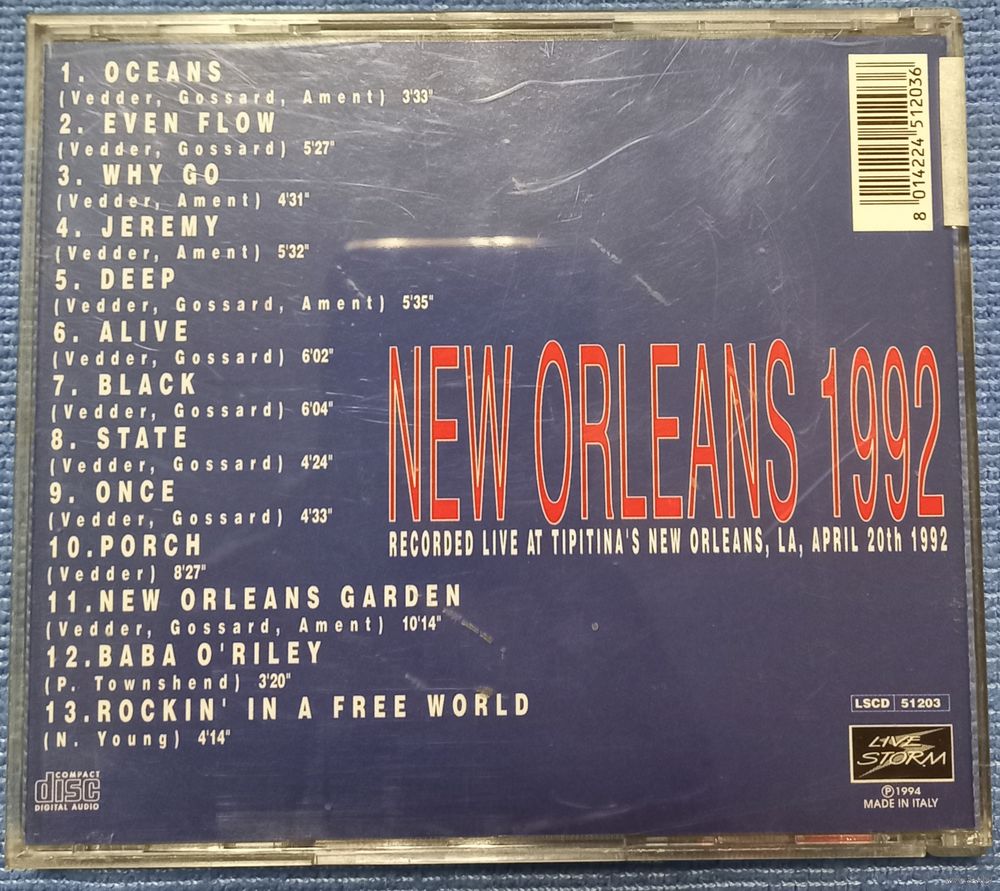 1. OCEANS
(Vedder, Gossard, Ament) 3'33"
2. EVEN FLOW
(Vedder, Gossard) 5'27"
3. WHY GO
(Vedder, Ament) 4'31"
4. JEREMY
(Vedder, Ament) 5'32"
5. DEEP
(Vedder, Gossard, Ament) 5'35"
6. ALIVE
(Vedder, Gossard) 6'02"
7. BLACK
(Vedder, Gossard) 6'04"
8. STATE
(Vedder, Gossard) 4'24"
9. ONCE
(Vedder, Gossard) 4'33"
10.PORCH
(Vedder) 8'27"
11.NEW ORLEANS GARDEN
(Vedder, Gossard, Ament) 10'14"
12.BABA O'RILEY
(P. Townshend) 3'20"
13.ROCKIN' IN A FREE WORLD
(N. Young) 4'14"
COMPACT
disc
DIGITAL AUDIO
8 014224 512036
NEW ORLEANS 1992
RECORDED LIVE AT TIPITINA'S NEW ORLEANS, LA, APRIL 20th 1992
LSCD 51203
LIVE
STORM
℗1994
MADE IN ITALY